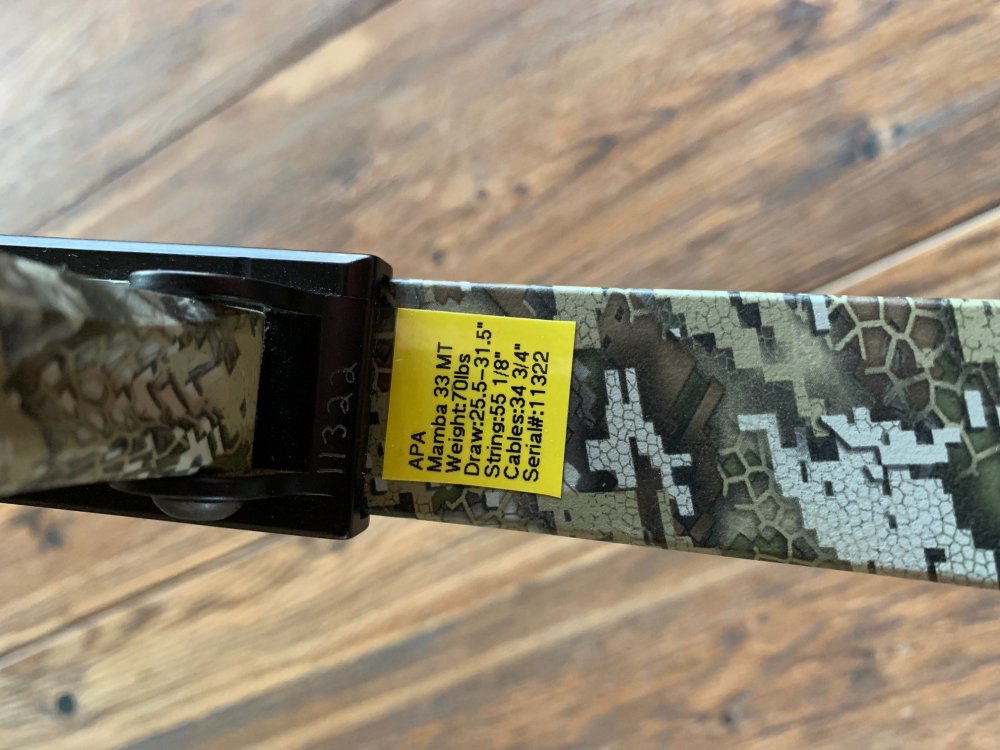 11322
APA
Mamba 33 MT
Weight:70lbs
Draw:25.5-31.5"
String:55 1/8"
Cables:34 3/4"
Serial#:11322